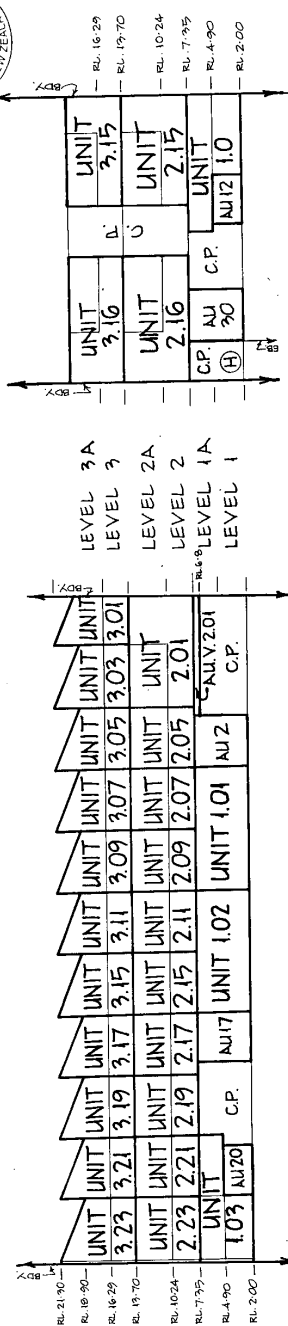 W ZEALA
BDY.
RL. 21·30
RL. 18·90
RL. 16·29
RL. 13·70
RL. 10·24
RL. 7·35
RL. 4·90
RL. 2·00
UNIT 3.23
UNIT 3.21
UNIT 3.19
UNIT 3.17
UNIT 3.15
UNIT 3.11
UNIT 3.09
UNIT 3.07
UNIT 3.05
UNIT 3.03
UNIT 3.01
UNIT 2.23
UNIT 2.21
UNIT 2.19
UNIT 2.17
UNIT 2.15
UNIT 2.11
UNIT 2.09
UNIT 2.07
UNIT 2.05
UNIT 2.01
UNIT 1.03
AU20
C.P.
AU17
UNIT 1.02
UNIT 1.01
AU 2
AU.V. 2.01
C.P.
BDY.
RL 6·8
LEVEL 3A
LEVEL 3
LEVEL 2A
LEVEL 2
LEVEL 1A
LEVEL 1
BDY.
UNIT 3.16
C.P.
UNIT 3.15
UNIT 2.16
UNIT 2.15
C.P.
H
AU 30
C.P.
UNIT 1.0
AU12
BDY.
RL. 16·29
RL. 13·70
RL. 10·24
RL. 7·35
RL. 4·90
RL. 2·00